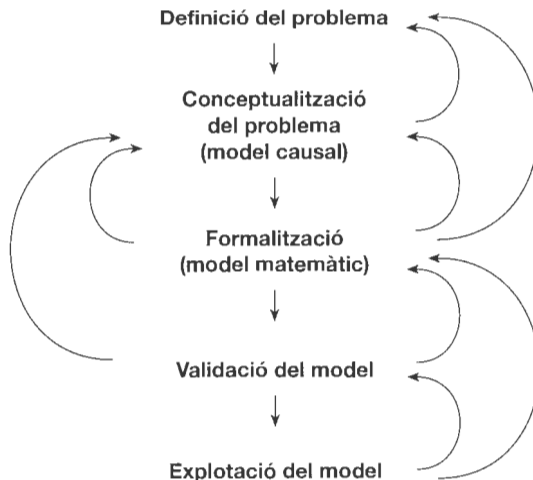 Definició del problema
Conceptualització
del problema
(model causal)
Formalització
(model matemàtic)
Validació del model
Explotació del model